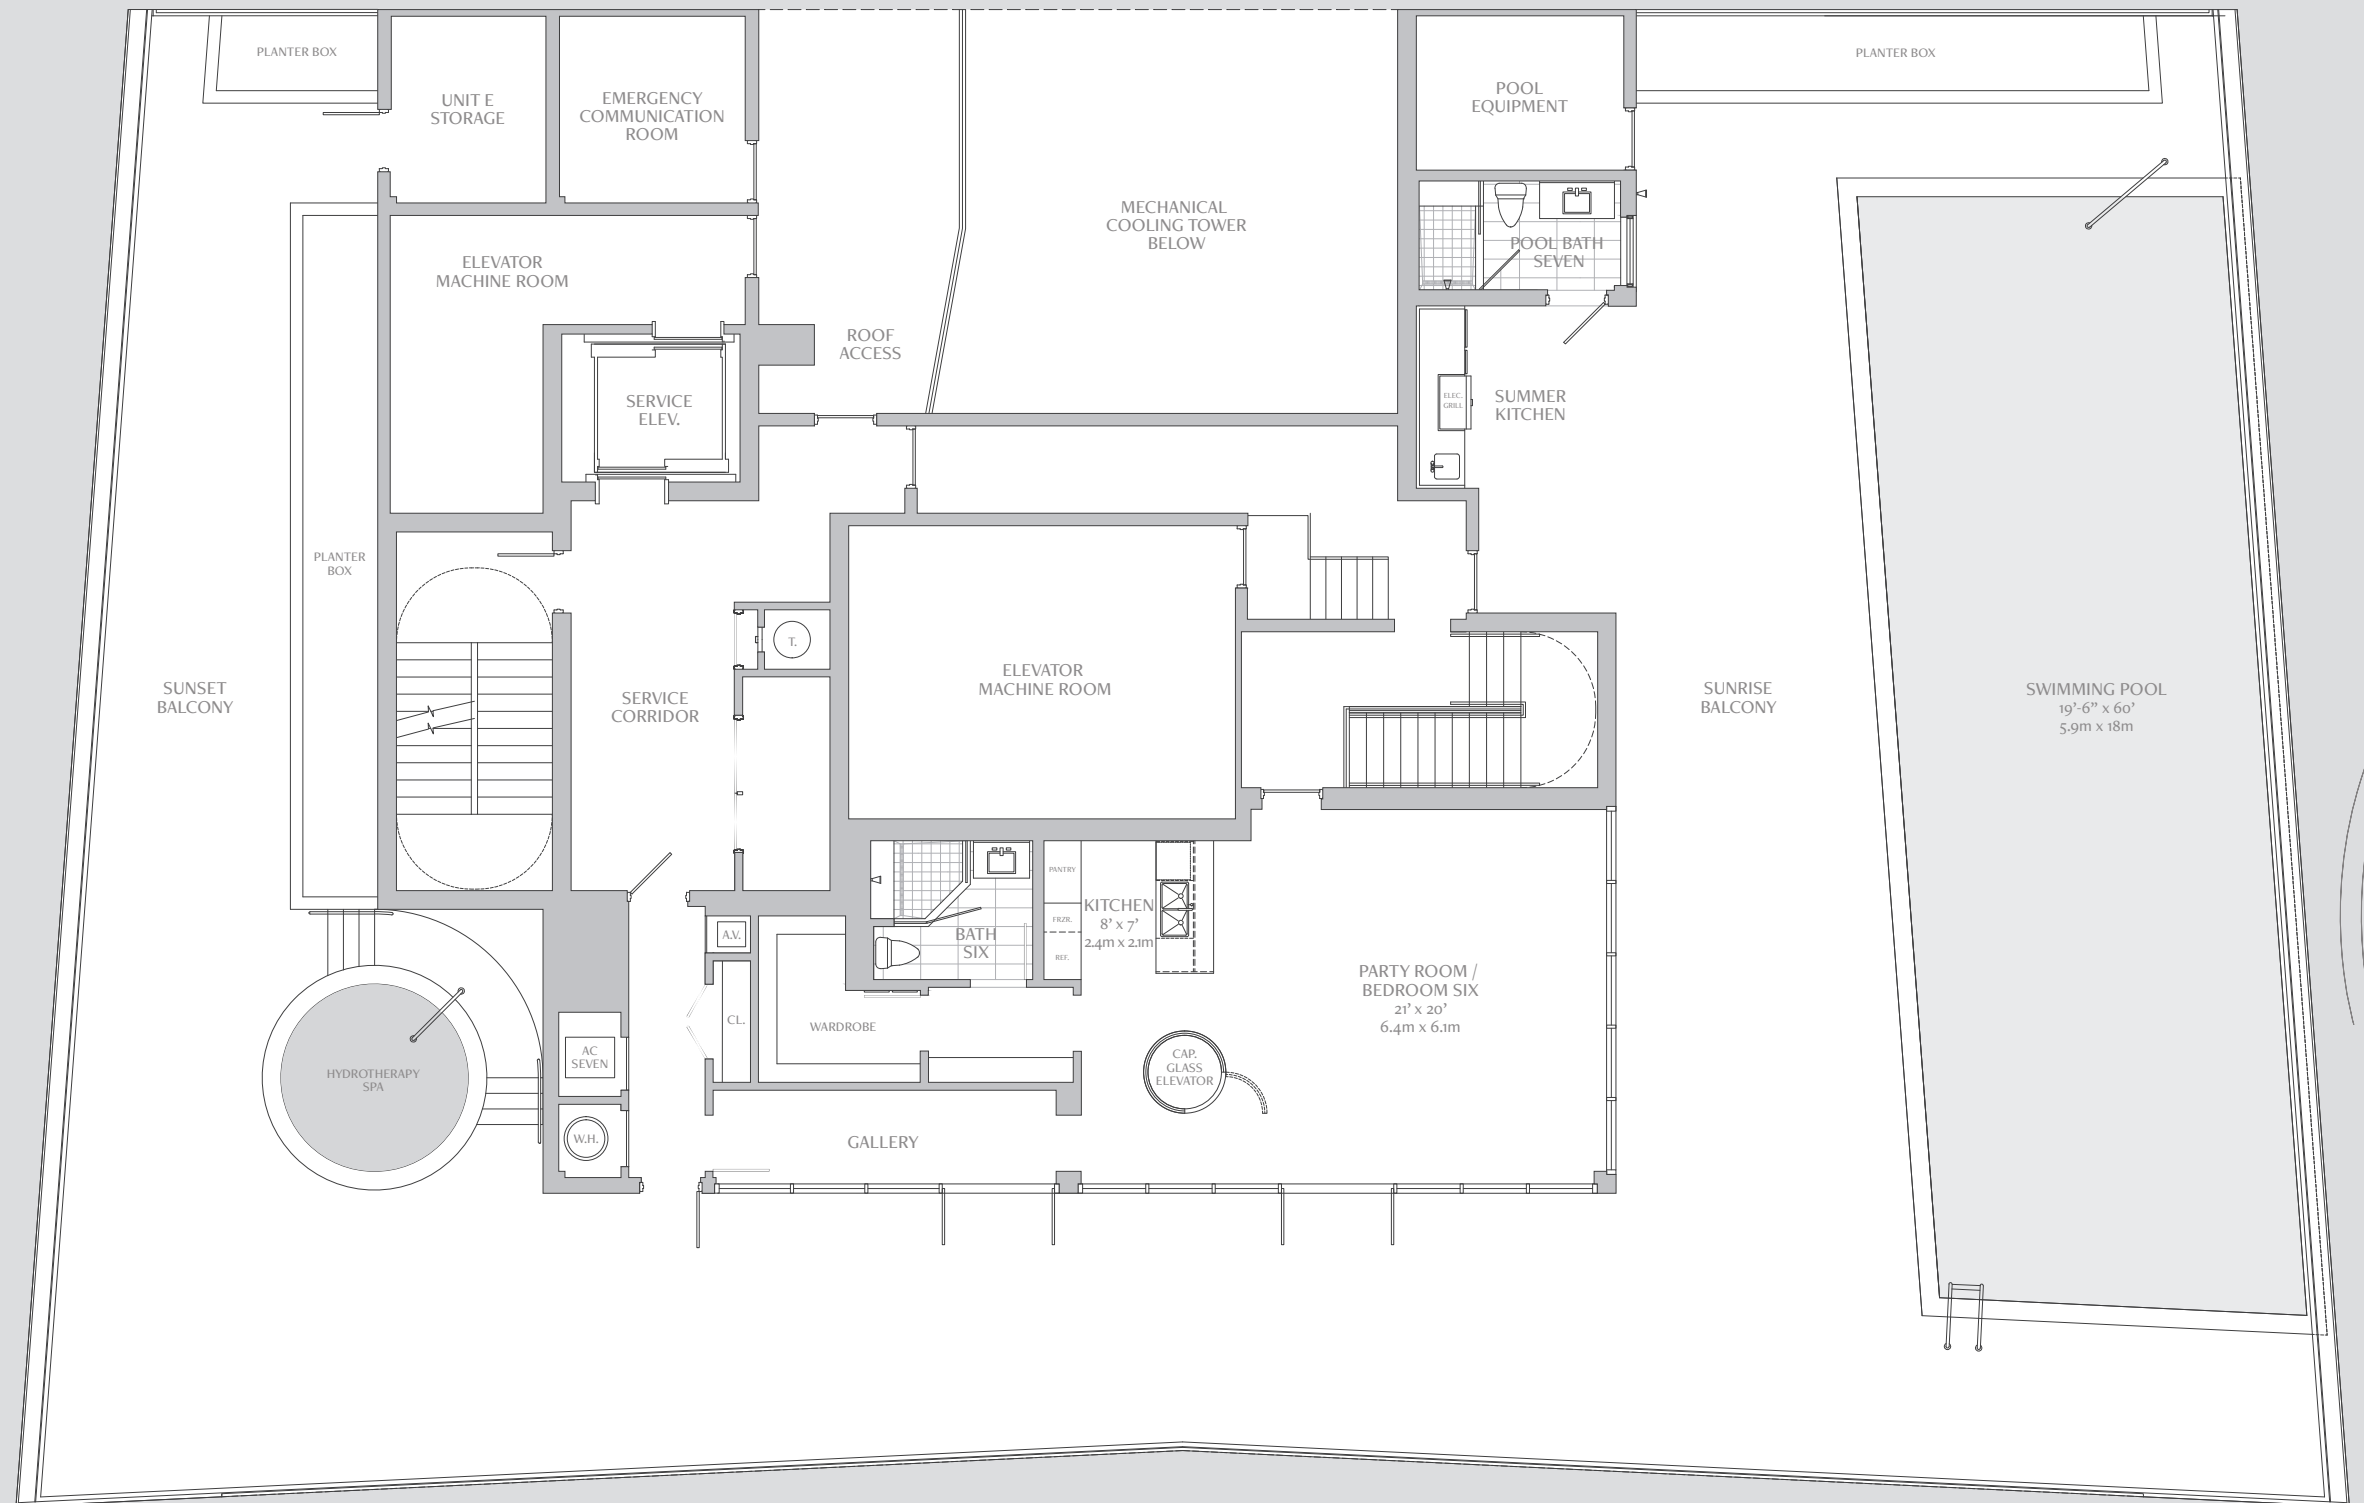 PLANTER BOX
UNIT E
STORAGE
EMERGENCY
COMMUNICATION
ROOM
POOL
EQUIPMENT
PLANTER BOX
MECHANICAL
COOLING TOWER
BELOW
POOL BATH
SEVEN
ELEVATOR
MACHINE ROOM
ROOF
ACCESS
SERVICE
ELEV.
ELEC.
GRILL
SUMMER
KITCHEN
PLANTER
BOX
T.
SUNSET
BALCONY
SERVICE
CORRIDOR
ELEVATOR
MACHINE ROOM
SUNRISE
BALCONY
SWIMMING POOL
19'-6” x 60'
5.9m x 18m
PANTRY
FRZR.
REF.
KITCHEN
8' x 7'
2.4m x 2.1m
A.V.
BATH
SIX
PARTY ROOM /
BEDROOM SIX
21' x 20'
6.4m x 6.1m
CL.
WARDROBE
AC
SEVEN
HYDROTHERAPY
SPA
CAP.
GLASS
ELEVATOR
W.H.
GALLERY